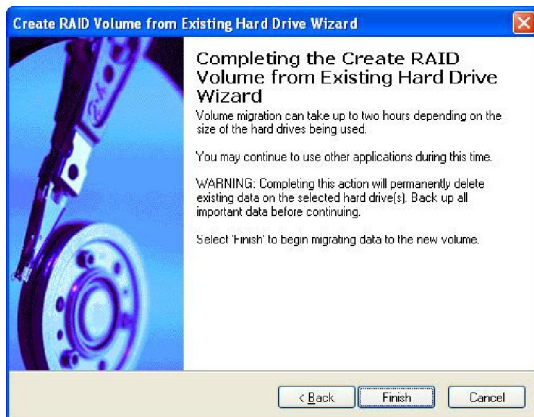 Create RAID Volume from Existing Hard Drive Wizard
Completing the Create RAID
Volume from Existing Hard Drive
Wizard
Volume migration can take up to two hours depending on the
size of the hard drives being used.
You may continue to use other applications during this time.
WARNING: Completing this action will permanently delete
existing data on the selected hard drive(s). Back up all
important data before continuing.
Select 'Finish' to begin migrating data to the new volume.
< Back
Finish
Cancel